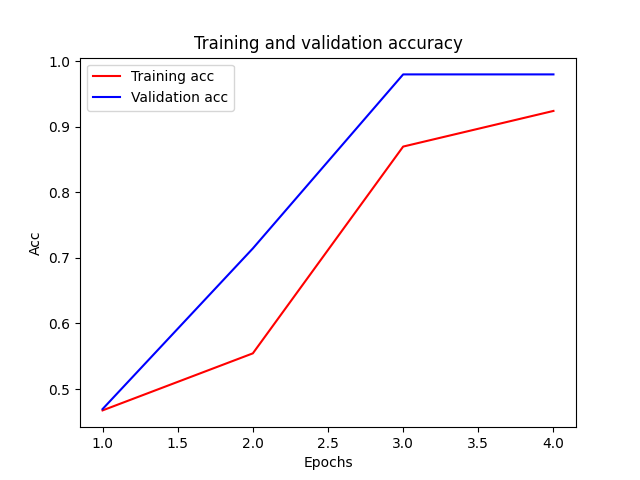 Training and validation accuracy
Training acc
Validation acc
1.0
0.9
0.8
0.7
0.6
0.5
Acc
1.0 1.5 2.0 2.5 3.0 3.5 4.0
Epochs